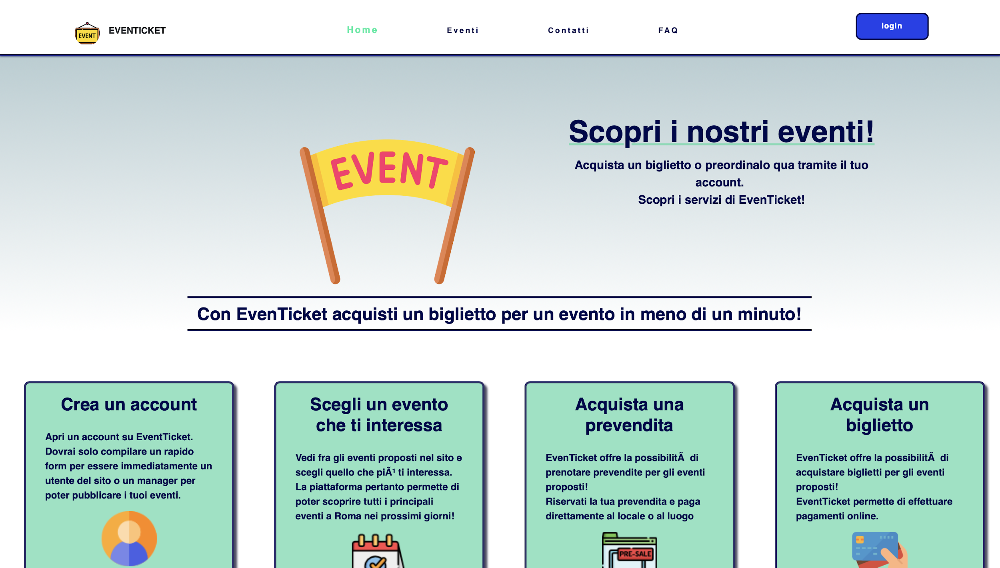 EVENT
EVENTICKET
Home
Eventi
Contatti
FAQ
login
EVENT
Scopri i nostri eventi!
Acquista un biglietto o preordinalo qua tramite il tuo
account.
Scopri i servizi di EvenTicket!
Con EvenTicket acquisti un biglietto per un evento in meno di un minuto!
Crea un account
Apri un account su EventTicket.
Dovrai solo compilare un rapido
form per essere immediatamente un
utente del sito o un manager per
poter pubblicare i tuoi eventi.
Scegli un evento
che ti interessa
Vedi fra gli eventi proposti nel sito e
scegli quello che piÃ¹ ti interessa.
La piattaforma pertanto permette di
poter scoprire tutti i principali
eventi a Roma nei prossimi giorni!
Acquista una
prevendita
EvenTicket offre la possibilitÃ  di
prenotare prevendite per gli eventi
proposti!
Riservati la tua prevendita e paga
direttamente al locale o al luogo
PRE-SALE
Acquista un
biglietto
EvenTicket offre la possibilitÃ  di
acquistare biglietti per gli eventi
proposti!
EventTicket permette di effettuare
pagamenti online.